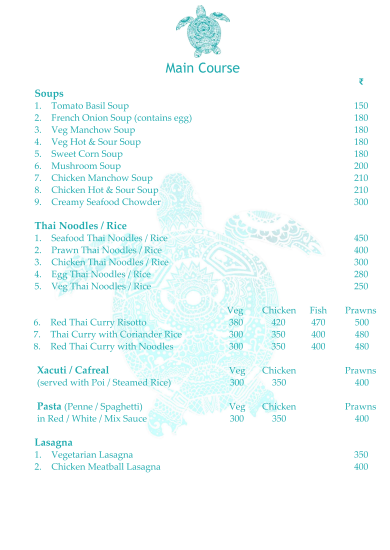 Main Course
₹
Soups
1. Tomato Basil Soup 150
2. French Onion Soup (contains egg) 180
3. Veg Manchow Soup 180
4. Veg Hot & Sour Soup 180
5. Sweet Corn Soup 180
6. Mushroom Soup 200
7. Chicken Manchow Soup 210
8. Chicken Hot & Sour Soup 210
9. Creamy Seafood Chowder 300
Thai Noodles / Rice
1. Seafood Thai Noodles / Rice 450
2. Prawn Thai Noodles / Rice 400
3. Chicken Thai Noodles / Rice 300
4. Egg Thai Noodles / Rice 280
5. Veg Thai Noodles / Rice 250
Veg Chicken Fish Prawns
6. Red Thai Curry Risotto 380 420 470 500
7. Thai Curry with Coriander Rice 300 350 400 480
8. Red Thai Curry with Noodles 300 350 400 480
Xacuti / Cafreal Veg Chicken Prawns
(served with Poi / Steamed Rice) 300 350 400
Pasta (Penne / Spaghetti) Veg Chicken Prawns
in Red / White / Mix Sauce 300 350 400
Lasagna
1. Vegetarian Lasagna 350
2. Chicken Meatball Lasagna 400